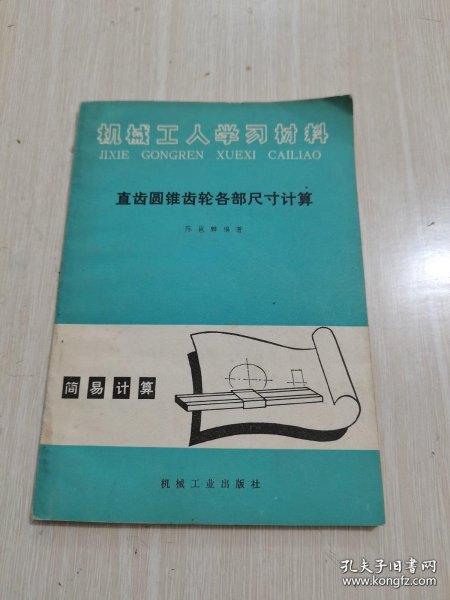 机械工人学习材料
JIXIE GONGREN XUEXI CAILIAO
直齿圆锥齿轮各部尺寸计算
编著
简易计算
机械工业出版社
孔夫子旧书网
www.kongfz.com